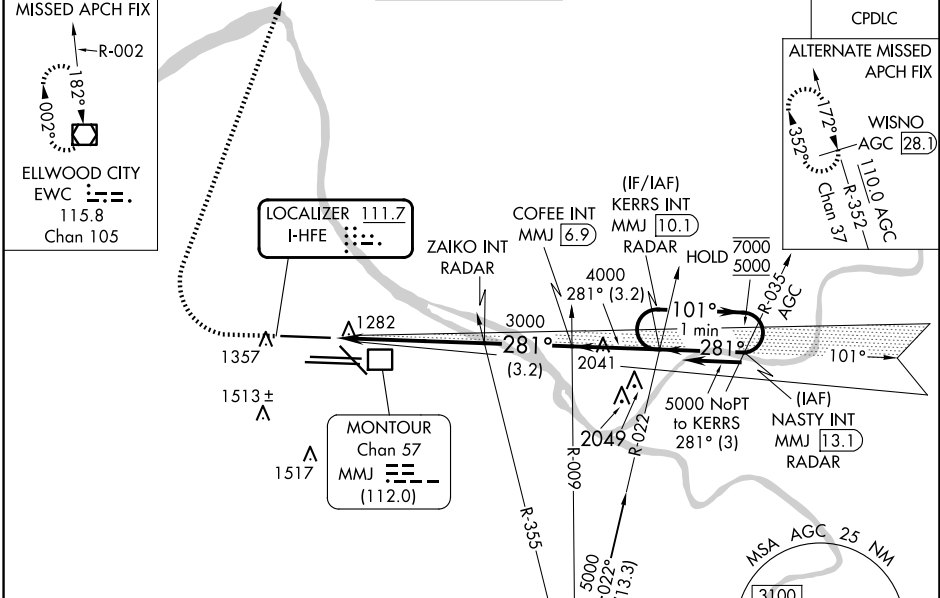 MISSED APCH FIX
R-002
182°
002°
ELLWOOD CITY
EWC
115.8
Chan 105
CPDLC
ALTERNATE MISSED
APCH FIX
172°
352°
WISNO
AGC 28.1
110.0 AGC
R-352
Chan 37
LOCALIZER 111.7
I-HFE
ZAIKO INT
RADAR
COFEE INT
MMJ 6.9
(IF/IAF)
KERRS INT
MMJ 10.1
RADAR
HOLD
7000
5000
R-035
AGC
4000
281° (3.2)
101°
1 min
281°
101°
3000
281°
(3.2)
2041
1282
1357
1513 ±
1517
2049
5000 NoPT
to KERRS
281° (3)
(IAF)
NASTY INT
MMJ 13.1
RADAR
MONTOUR
Chan 57
MMJ
(112.0)
R-022
R-009
R-355
5000
022°
(13.3)
MSA AGC 25 NM
3100